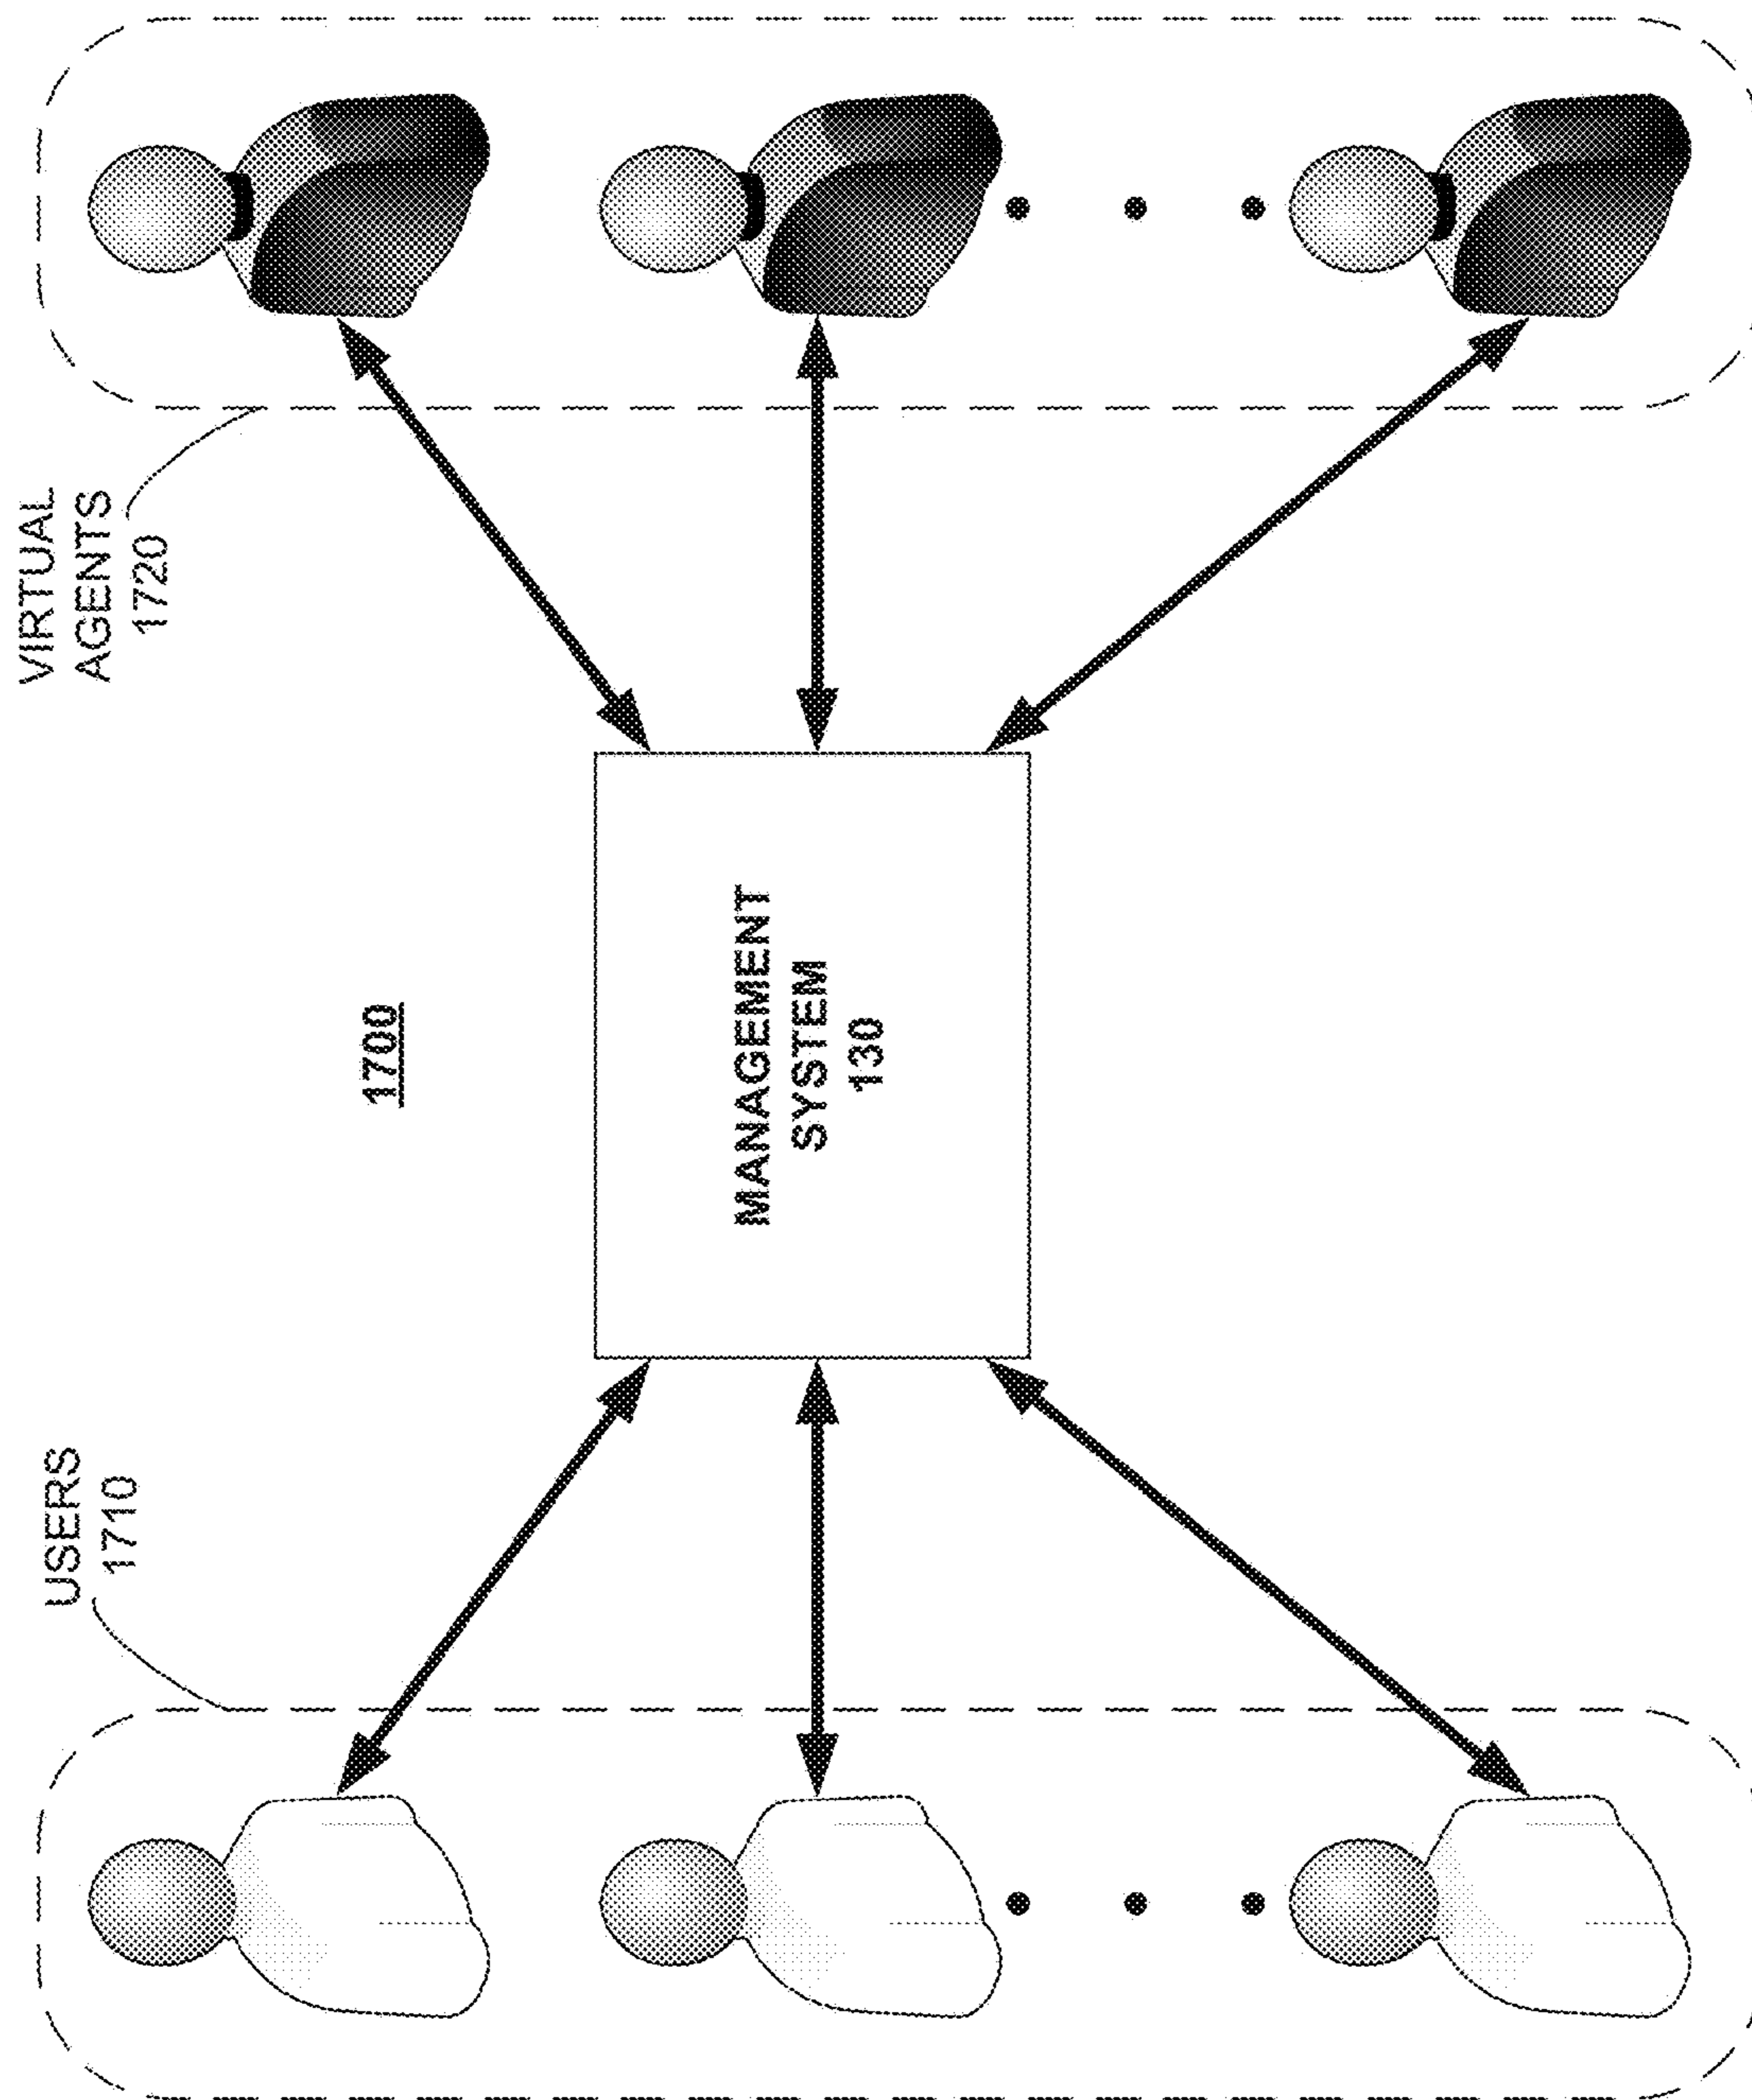 1700
USERS
1710
VIRTUAL
AGENTS
1720
MANAGEMENT
SYSTEM
130